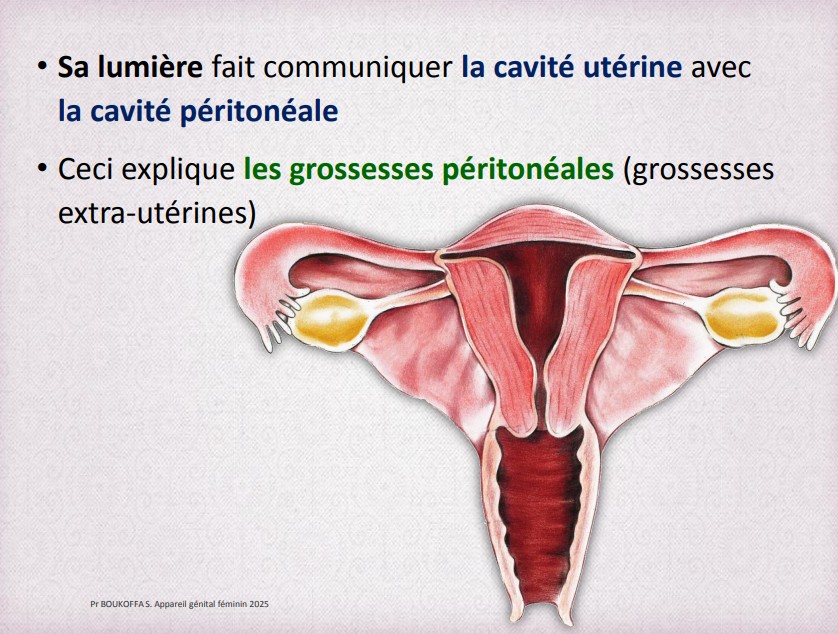 • Sa lumière fait communiquer la cavité utérine avec
la cavité péritonéale
• Ceci explique les grossesses péritonéales (grossesses
extra-utérines)
Pr BOUKOFFA S. Appareil génital féminin 2025